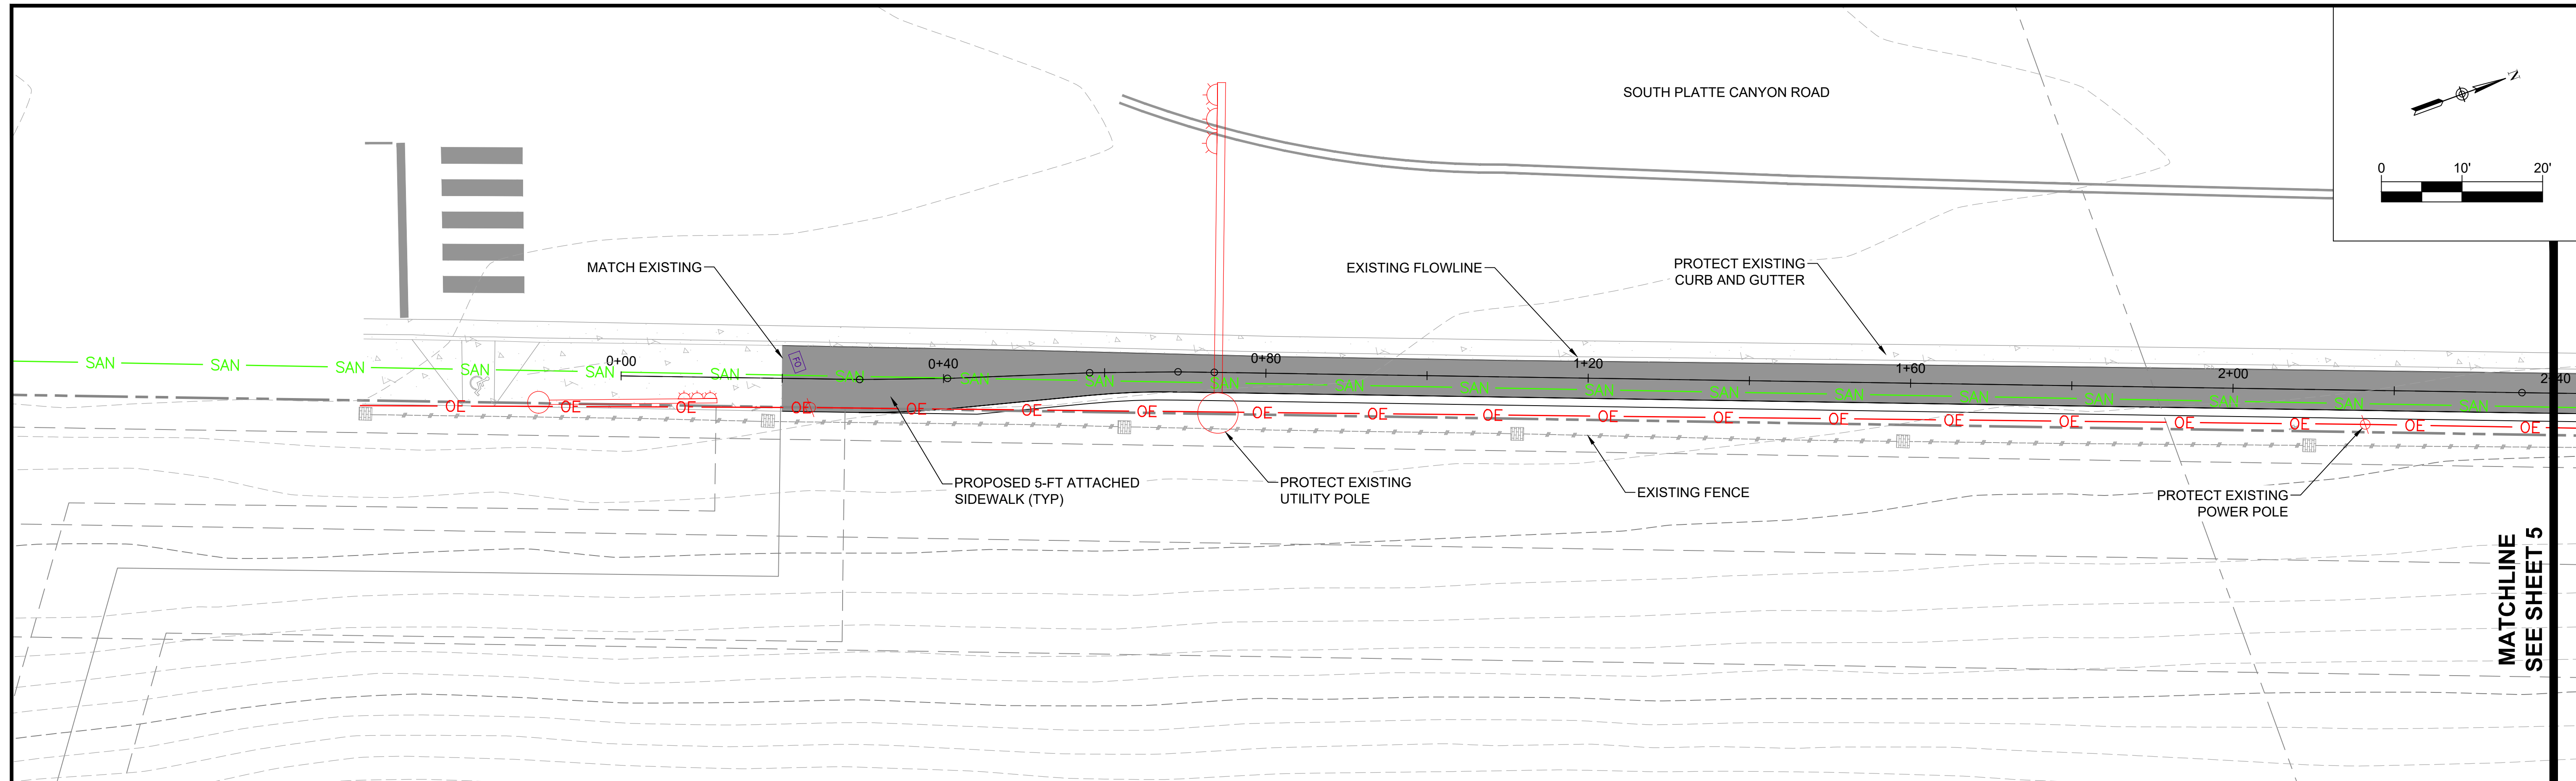 SOUTH PLATTE CANYON ROAD
N
0 10' 20'
MATCH EXISTING
EXISTING FLOWLINE
PROTECT EXISTING
CURB AND GUTTER
FO
0+00 0+40 0+80 1+20 1+60 2+00 2+40
SAN SAN SAN SAN SAN SAN SAN SAN SAN SAN SAN SAN SAN SAN SAN SAN SAN SAN SAN SAN
OE OE OE OE OE OE OE OE OE OE OE OE OE OE OE OE OE OE OE
PROPOSED 5-FT ATTACHED
SIDEWALK (TYP)
PROTECT EXISTING
UTILITY POLE
EXISTING FENCE
PROTECT EXISTING
POWER POLE
MATCHLINE
SEE SHEET 5